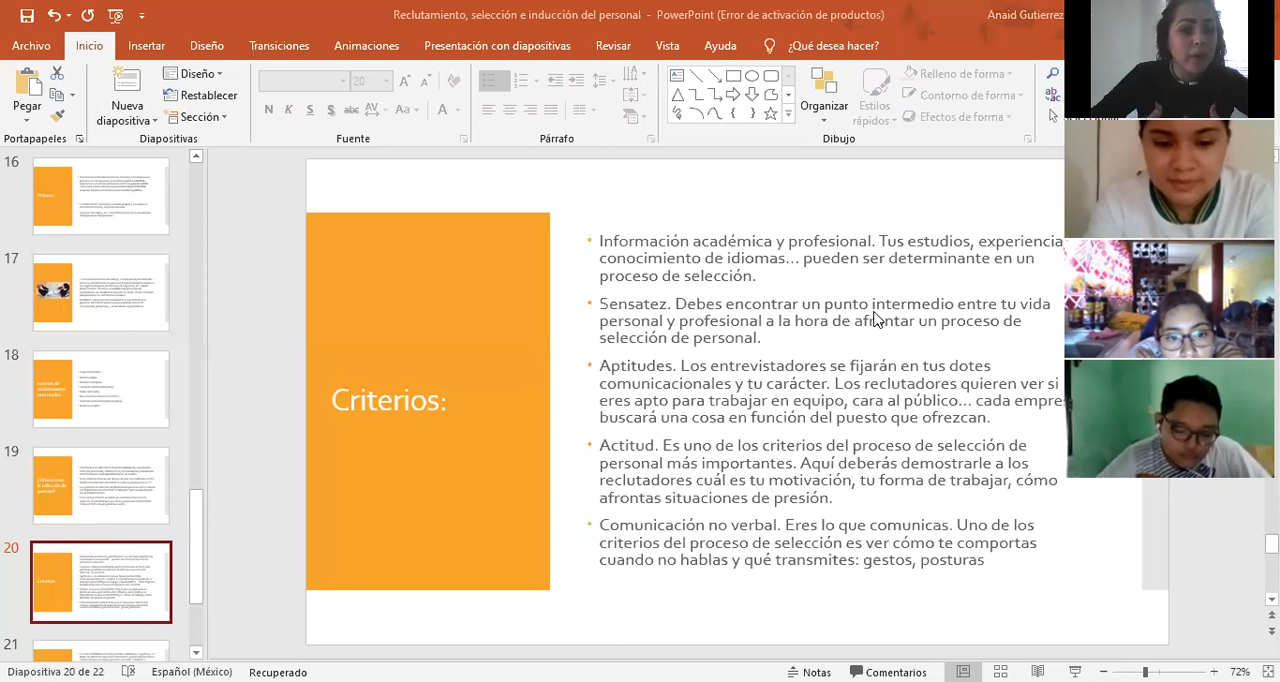 Reclutamiento, selección e inducción del personal - PowerPoint (Error de activación de productos)
Anaid Gutierrez
Archivo
Inicio
Insertar
Diseño
Transiciones
Animaciones
Presentación con diapositivas
Revisar
Vista
Ayuda
¿Qué desea hacer?
Pegar
Nueva
diapositiva
Diseño
Restablecer
Sección
20
N K S S abc AV Aa A
Organizar
Estilos
rápidos
Relleno de forma
Contorno de forma
Efectos de forma
Portapapeles
Diapositivas
Fuente
Párrafo
Dibujo
16
17
18
19
20
21
Criterios:
• Información académica y profesional. Tus estudios, experiencia
conocimiento de idiomas... pueden ser determinante en un
proceso de selección.
• Sensatez. Debes encontrar un punto intermedio entre tu vida
personal y profesional a la hora de afrontar un proceso de
selección de personal.
• Aptitudes. Los entrevistadores se fijarán en tus dotes
comunicacionales y tu carácter. Los reclutadores quieren ver si
eres apto para trabajar en equipo, cara al público... cada empre
buscará una cosa en función del puesto que ofrezcan.
• Actitud. Es uno de los criterios del proceso de selección de
personal más importantes. Aquí deberás demostrarle a los
reclutadores cuál es tu motivación, tu forma de trabajar, cómo
afrontas situaciones de presión.
• Comunicación no verbal. Eres lo que comunicas. Uno de los
criterios del proceso de selección es ver cómo te comportas
cuando no hablas y qué transmites: gestos, posturas
Diapositiva 20 de 22
Español (México)
Recuperado
Notas
Comentarios
72%